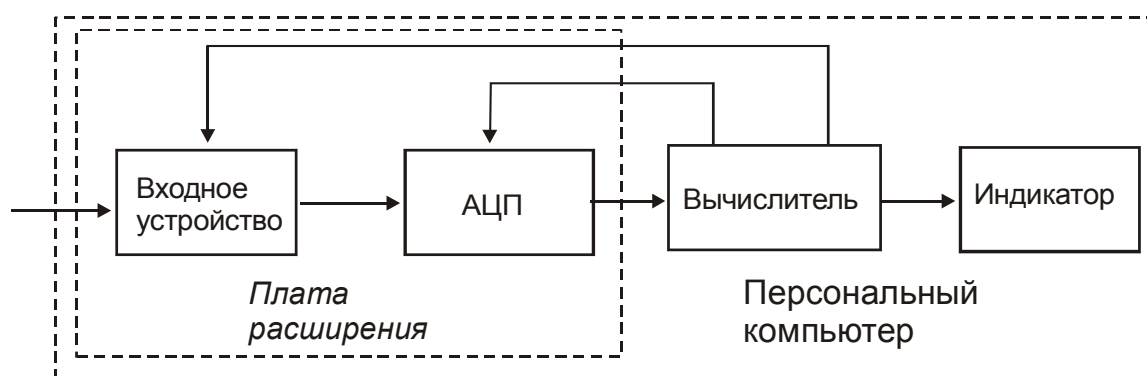 Входное
устройство
АЦП
Вычислитель
Индикатор
Плата
расширения
Персональный
компьютер